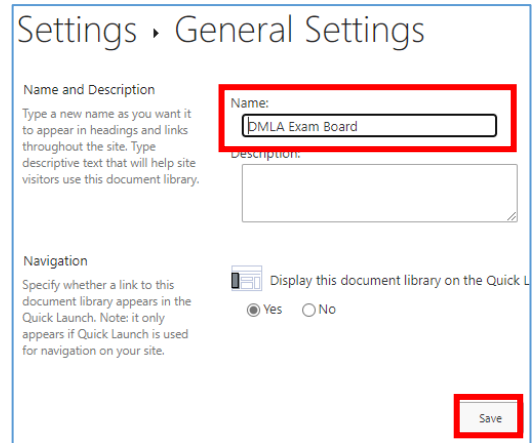 Settings › General Settings
Name and Description
Type a new name as you want it
to appear in headings and links
throughout the site. Type
descriptive text that will help site
visitors use this document library.
Name:
DMLA Exam Board
Description:
Navigation
Specify whether a link to this
document library appears in the
Quick Launch. Note: it only
appears if Quick Launch is used
for navigation on your site.
Display this document library on the Quick L
Yes No
Save